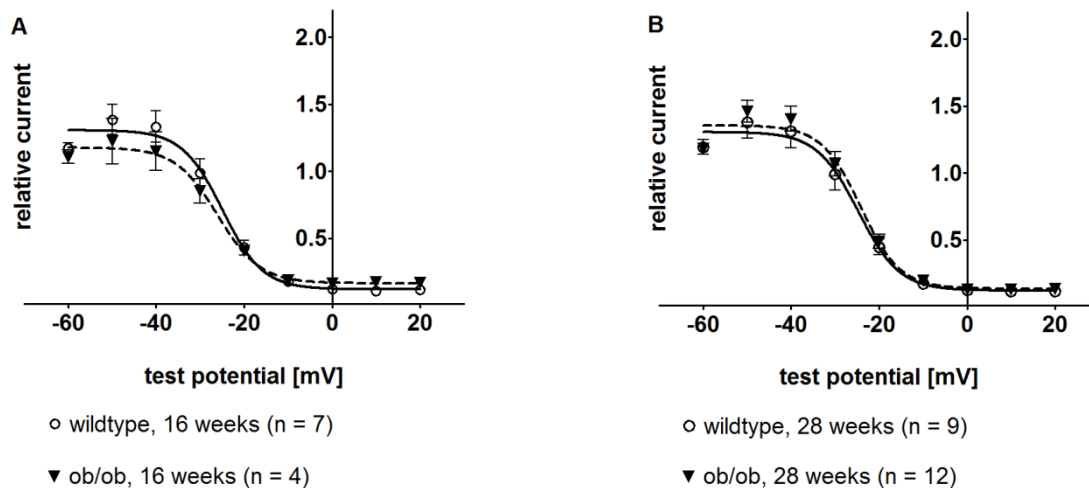 A
relative current
2.0
1.5
1.0
0.5
-60 -40 -20 0 20
test potential [mV]
wildtype, 16 weeks (n = 7)
ob/ob, 16 weeks (n = 4)
B
relative current
2.0
1.5
1.0
0.5
-60 -40 -20 0 20
test potential [mV]
wildtype, 28 weeks (n = 9)
ob/ob, 28 weeks (n = 12)